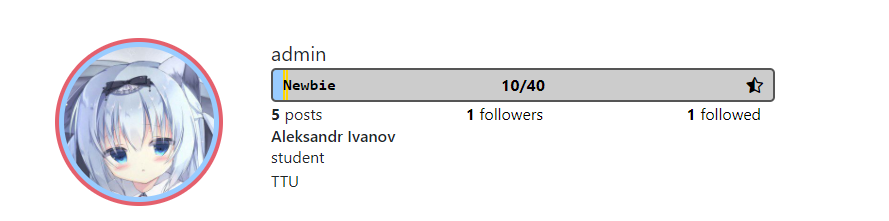 admin
Newbie 10/40
5 posts 1 followers 1 followed
Aleksandr Ivanov
student
TTU